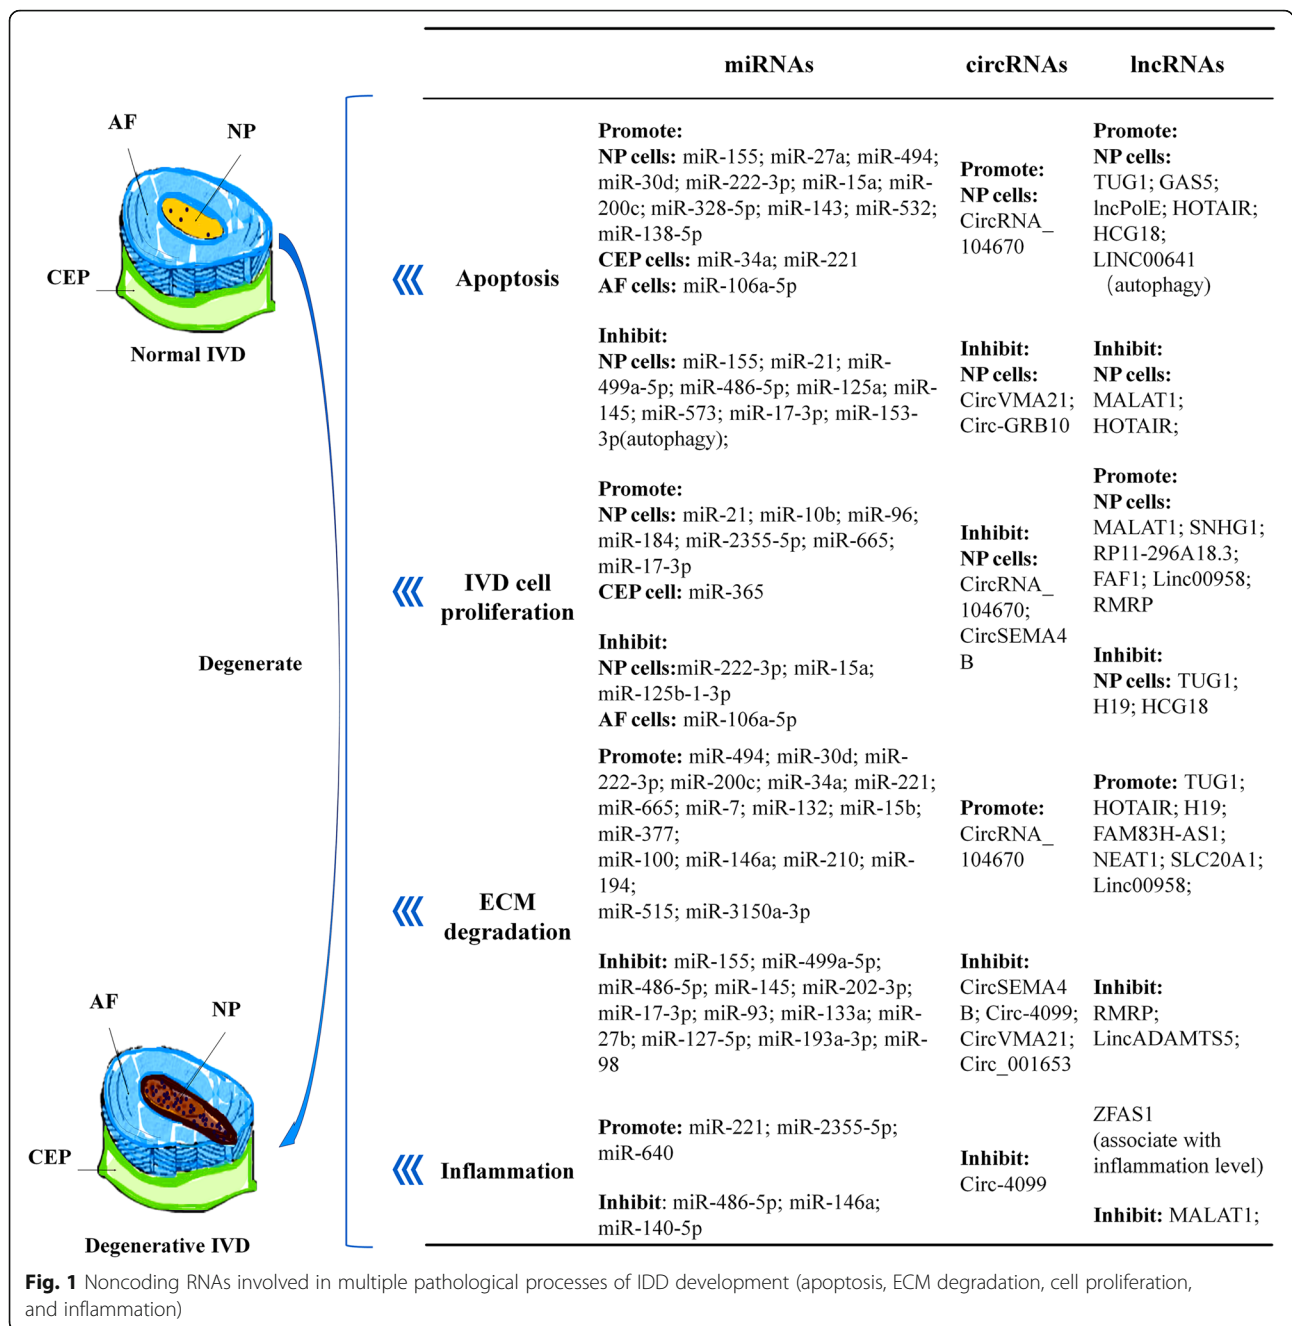 miRNAs
circRNAs
lncRNAs
AF
NP
CEP
Normal IVD
Degenerate
AF
NP
CEP
Degenerative IVD
Apoptosis
Promote:
NP cells: miR-155; miR-27a; miR-494;
miR-30d; miR-222-3p; miR-15a; miR-
200c; miR-328-5p; miR-143; miR-532;
miR-138-5p
CEP cells: miR-34a; miR-221
AF cells: miR-106a-5p
Inhibit:
NP cells: miR-155; miR-21; miR-
499a-5p; miR-486-5p; miR-125a; miR-
145; miR-573; miR-17-3p; miR-153-
3p(autophagy);
Promote:
NP cells:
CircRNA_
104670
Inhibit:
NP cells:
CircVMA21;
Circ-GRB10
Promote:
NP cells:
TUG1; GAS5;
lncPolE; HOTAIR;
HCG18;
LINC00641
(autophagy)
Inhibit:
NP cells:
MALAT1;
HOTAIR;
IVD cell
proliferation
Promote:
NP cells: miR-21; miR-10b; miR-96;
miR-184; miR-2355-5p; miR-665;
miR-17-3p
CEP cell: miR-365
Inhibit:
NP cells:miR-222-3p; miR-15a;
miR-125b-1-3p
AF cells: miR-106a-5p
Inhibit:
NP cells:
CircRNA_
104670;
CircSEMA4
B
Promote:
NP cells:
MALAT1; SNHG1;
RP11-296A18.3;
FAF1; Linc00958;
RMRP
Inhibit:
NP cells: TUG1;
H19; HCG18
ECM
degradation
Promote: miR-494; miR-30d; miR-
222-3p; miR-200c; miR-34a; miR-221;
miR-665; miR-7; miR-132; miR-15b;
miR-377;
miR-100; miR-146a; miR-210; miR-
194;
miR-515; miR-3150a-3p
Inhibit: miR-155; miR-499a-5p;
miR-486-5p; miR-145; miR-202-3p;
miR-17-3p; miR-93; miR-133a; miR-
27b; miR-127-5p; miR-193a-3p; miR-
98
Promote:
CircRNA_
104670
Inhibit:
CircSEMA4
B; Circ-4099;
CircVMA21;
Circ_001653
Promote: TUG1;
HOTAIR; H19;
FAM83H-AS1;
NEAT1; SLC20A1;
Linc00958;
Inhibit:
RMRP;
LincADAMTS5;
Inflammation
Promote: miR-221; miR-2355-5p;
miR-640
Inhibit: miR-486-5p; miR-146a;
miR-140-5p
Inhibit:
Circ-4099
ZFAS1
(associate with
inflammation level)
Inhibit: MALAT1;
Fig. 1 Noncoding RNAs involved in multiple pathological processes of IDD development (apoptosis, ECM degradation, cell proliferation,
and inflammation)